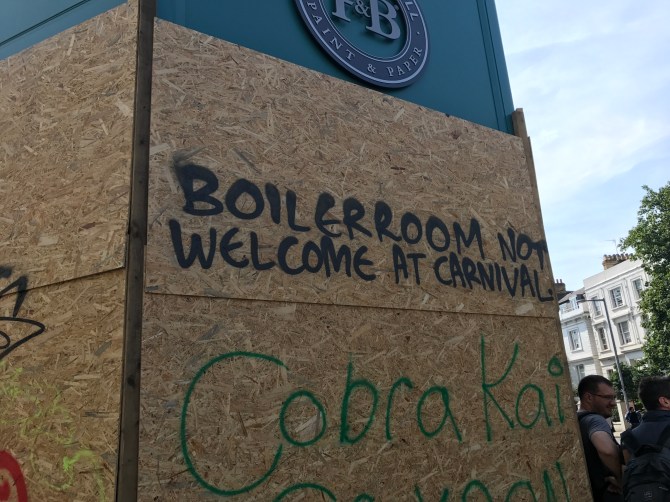 F&B
PAINT & PAPER
BOILERROOM NOT
WELCOME AT CARNIVAL.
Cobra Kai